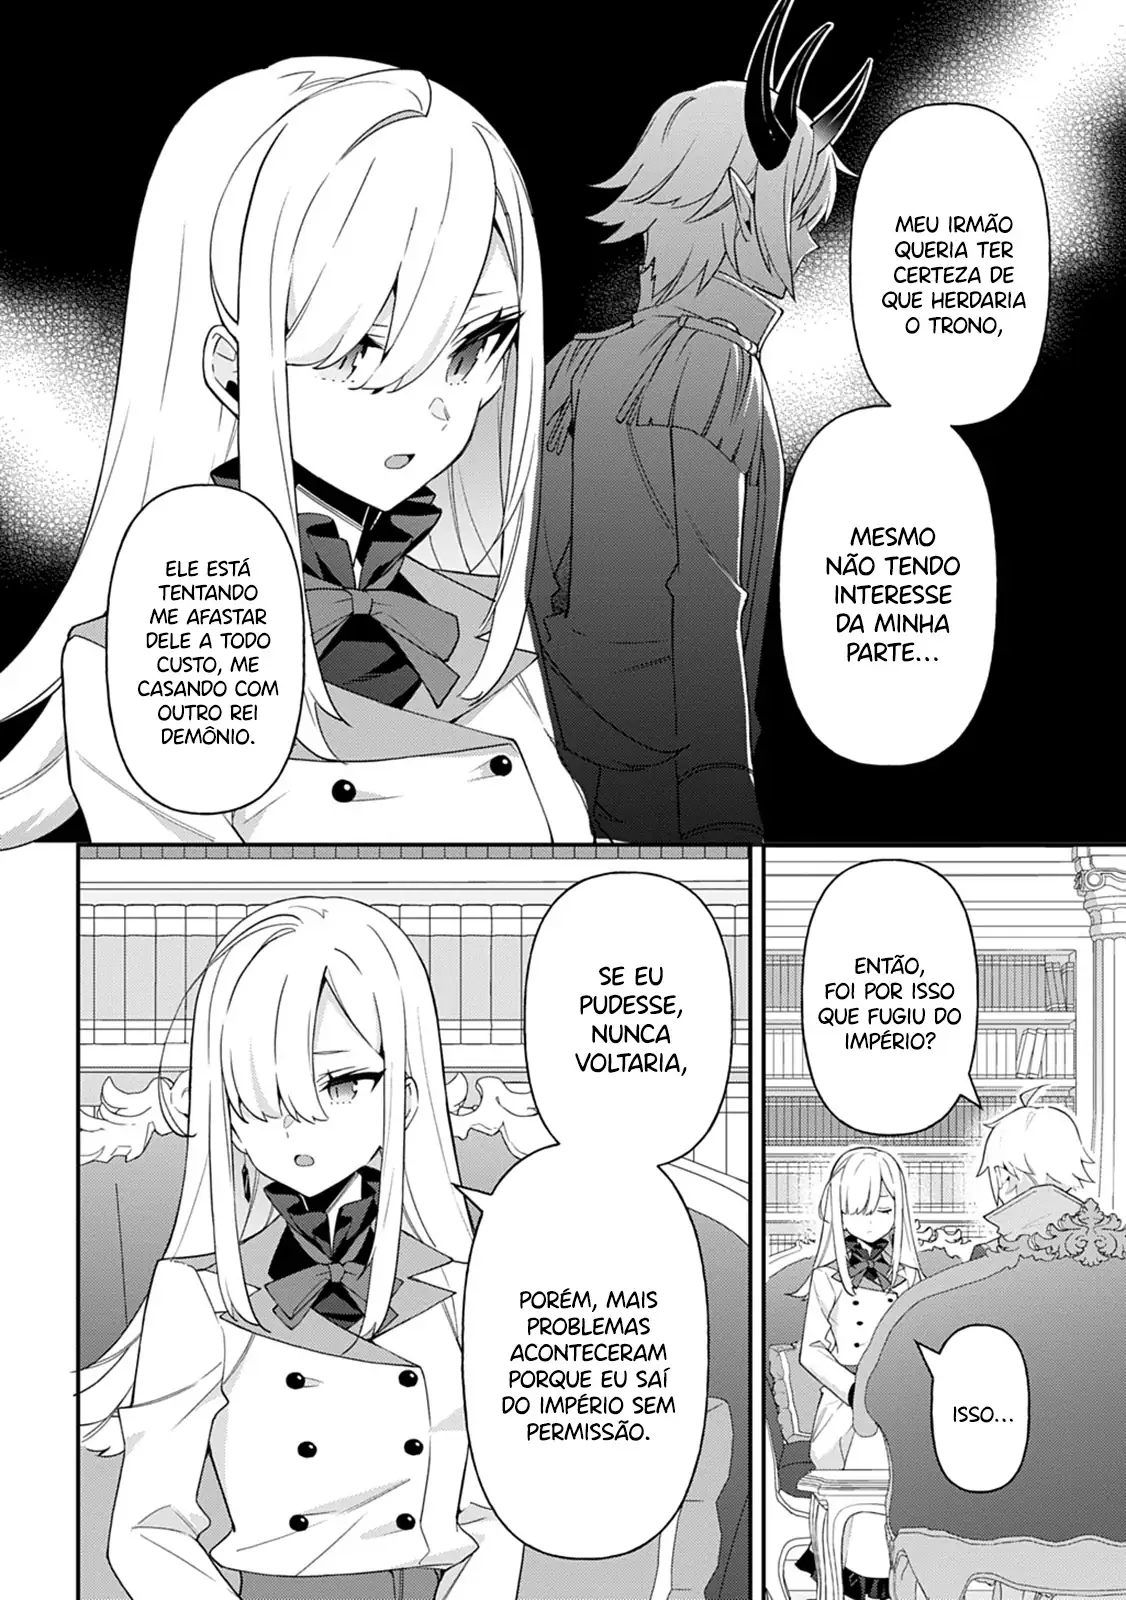 MEU IRMÃO
QUERIA TER
CERTEZA DE
QUE HERDARIA
O TRONO,
MESMO
NÃO TENDO
INTERESSE
DA MINHA
PARTE...
ELE ESTÁ
TENTANDO
ME AFASTAR
DELE A TODO
CUSTO, ME
CASANDO COM
OUTRO REI
DEMÔNIO.
ENTÃO,
FOI POR ISSO
QUE FUGIU DO
IMPÉRIO?
ISSO...
SE EU
PUDESSE,
NUNCA
VOLTARIA,
PORÉM, MAIS
PROBLEMAS
ACONTECERAM
PORQUE EU SAÍ
DO IMPÉRIO SEM
PERMISSÃO.